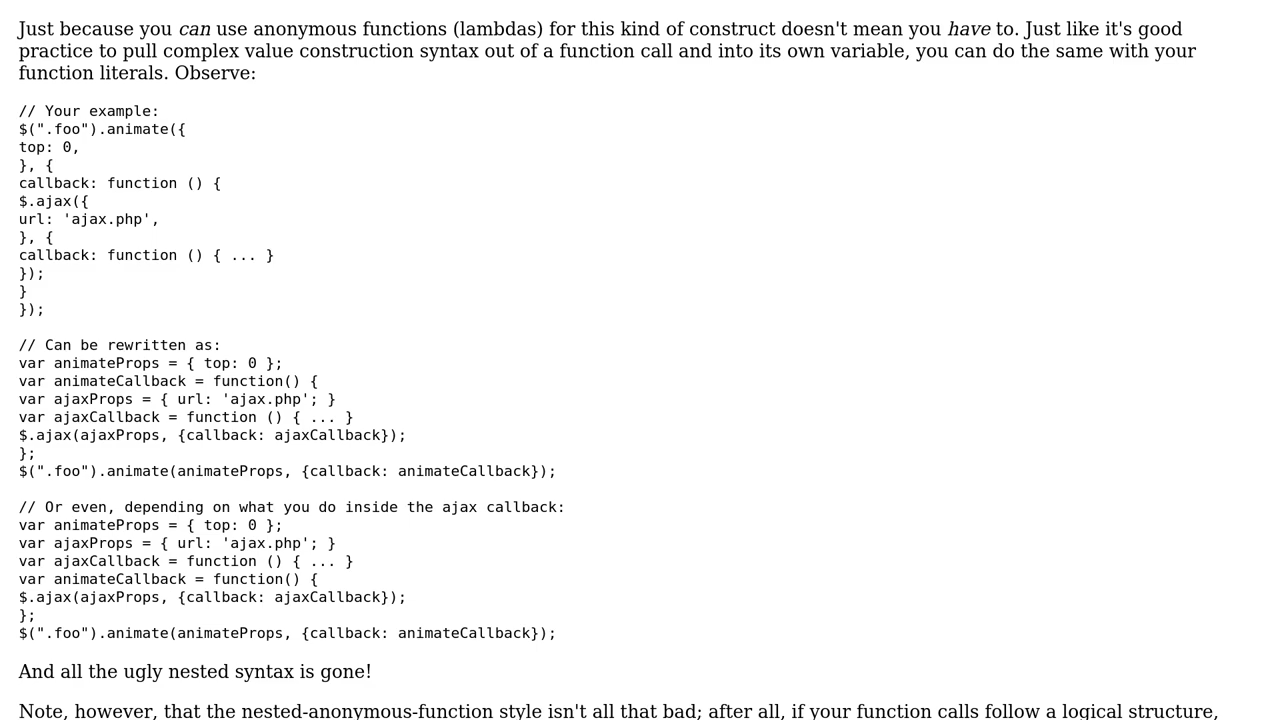 Just because you can use anonymous functions (lambdas) for this kind of construct doesn't mean you have to. Just like it's good
practice to pull complex value construction syntax out of a function call and into its own variable, you can do the same with your
function literals. Observe:
// Your example:
$(".foo").animate({
top: 0,
}, {
callback: function () {
$.ajax({
url: 'ajax.php',
}, {
callback: function () { ... }
});
}
});
// Can be rewritten as:
var animateProps = { top: 0 };
var animateCallback = function() {
var ajaxProps = { url: 'ajax.php'; }
var ajaxCallback = function () { ... }
$.ajax(ajaxProps, {callback: ajaxCallback});
};
$(".foo").animate(animateProps, {callback: animateCallback});
// Or even, depending on what you do inside the ajax callback:
var animateProps = { top: 0 };
var ajaxProps = { url: 'ajax.php'; }
var ajaxCallback = function () { ... }
var animateCallback = function() {
$.ajax(ajaxProps, {callback: ajaxCallback});
};
$(".foo").animate(animateProps, {callback: animateCallback});
And all the ugly nested syntax is gone!
Note, however, that the nested-anonymous-function style isn't all that bad; after all, if your function calls follow a logical structure,